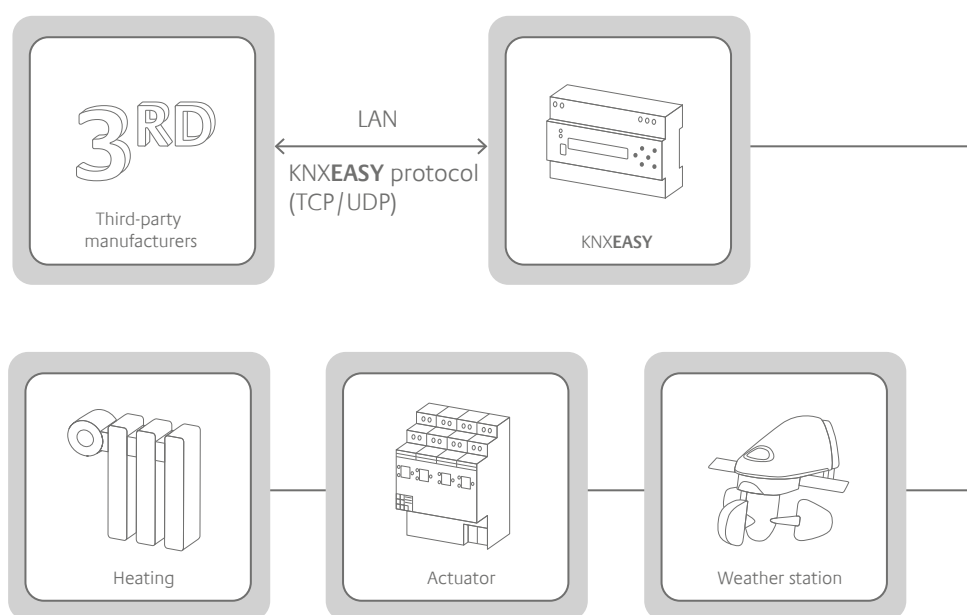 3RD
Third-party
manufacturers
LAN
KNXEASY protocol
(TCP/UDP)
KNXEASY
Heating
Actuator
Weather station